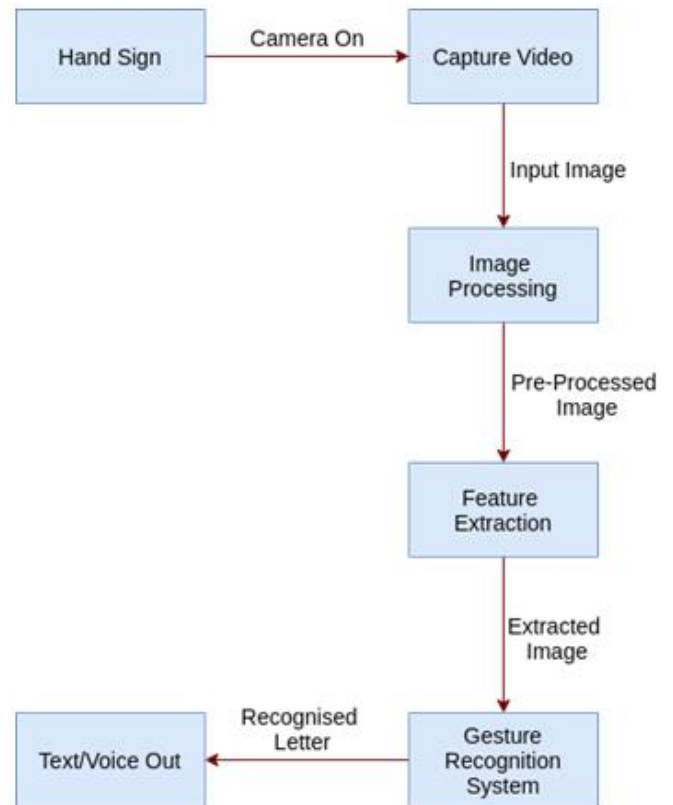 Hand Sign
Camera On
Capture Video
Input Image
Image
Processing
Pre-Processed
Image
Feature
Extraction
Extracted
Image
Gesture
Recognition
System
Recognised
Letter
Text/Voice Out